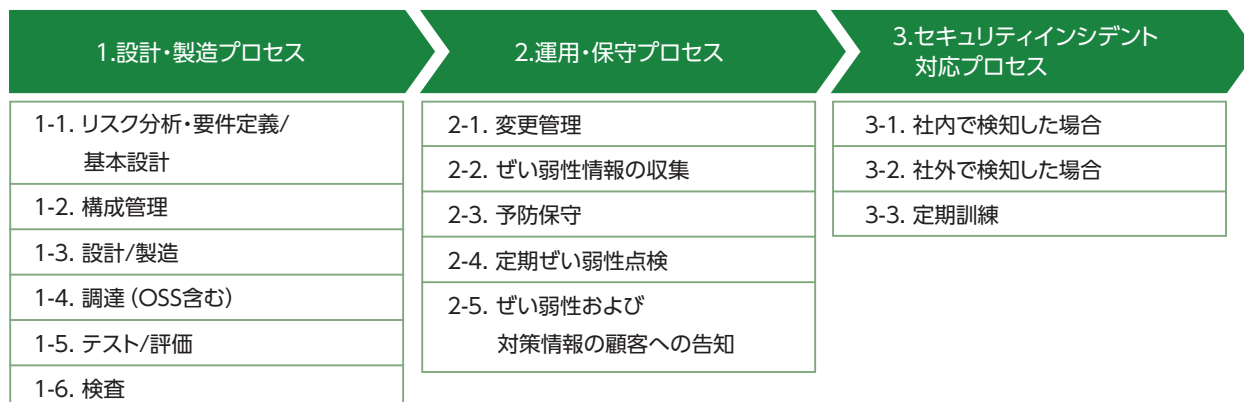 1.設計・製造プロセス
1-1. リスク分析・要件定義/
基本設計
1-2. 構成管理
1-3. 設計/製造
1-4. 調達（OSS含む）
1-5. テスト/評価
1-6. 検査
2.運用・保守プロセス
2-1. 変更管理
2-2. ぜい弱性情報の収集
2-3. 予防保守
2-4. 定期ぜい弱性点検
2-5. ぜい弱性および
対策情報の顧客への告知
3.セキュリティインシデント
対応プロセス
3-1. 社内で検知した場合
3-2. 社外で検知した場合
3-3. 定期訓練